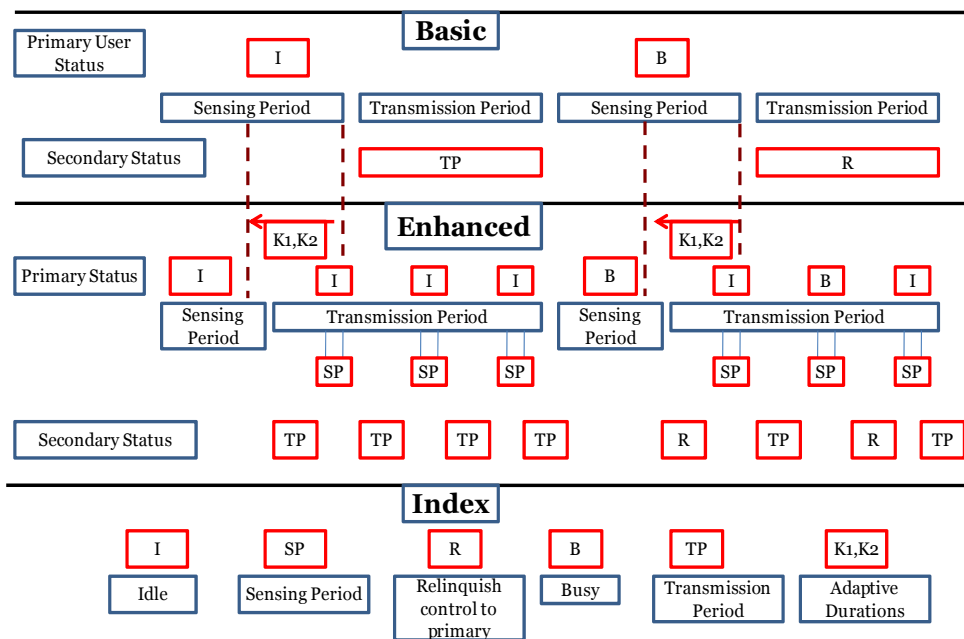 Basic
Primary User
Status
I
B
Sensing Period
Transmission Period
Sensing Period
Transmission Period
Secondary Status
TP
R
Enhanced
K1,K2
K1,K2
Primary Status
I
I
I
I
B
I
B
I
Sensing
Period
Transmission Period
Sensing
Period
Transmission Period
SP
SP
SP
SP
SP
SP
Secondary Status
TP
TP
TP
TP
R
TP
R
TP
Index
I
SP
R
B
TP
K1,K2
Idle
Sensing Period
Relinquish
control to
primary
Busy
Transmission
Period
Adaptive
Durations